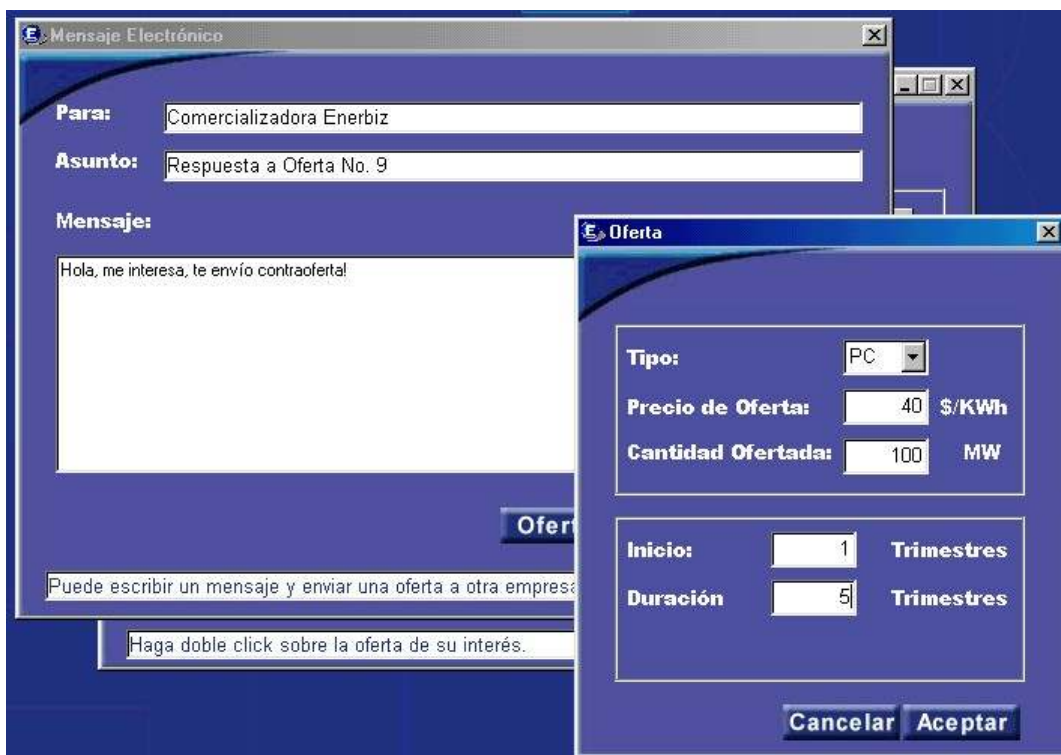 Mensaje Electrónico
Para: Comercializadora Enerbiz
Asunto: Respuesta a Oferta No. 9
Mensaje:
Hola, me interesa, te envío contraoferta!
Ofert
Puede escribir un mensaje y enviar una oferta a otra empresa
Haga doble click sobre la oferta de su interés.
Oferta
Tipo: PC
Precio de Oferta: 40 $/KWh
Cantidad Ofertada: 100 MW
Inicio: 1 Trimestres
Duración 5 Trimestres
Cancelar Aceptar